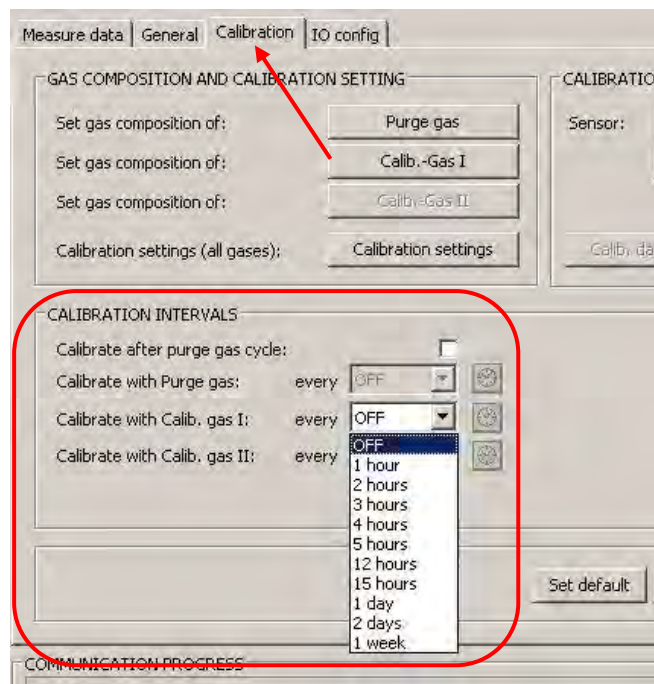 Measure data General Calibration IO config
GAS COMPOSITION AND CALIBRATION SETTING
Set gas composition of: Purge gas
Set gas composition of: Calib.-Gas I
Set gas composition of: Calib.-Gas II
Calibration settings (all gases): Calibration settings
CALIBRATIO
Sensor:
Calib. da
CALIBRATION INTERVALS
Calibrate after purge gas cycle:
Calibrate with Purge gas: every OFF
Calibrate with Calib. gas I: every OFF
Calibrate with Calib. gas II: every
OFF
1 hour
2 hours
3 hours
4 hours
5 hours
12 hours
15 hours
1 day
2 days
1 week
Set default
COMMUNICATION PROGRESS